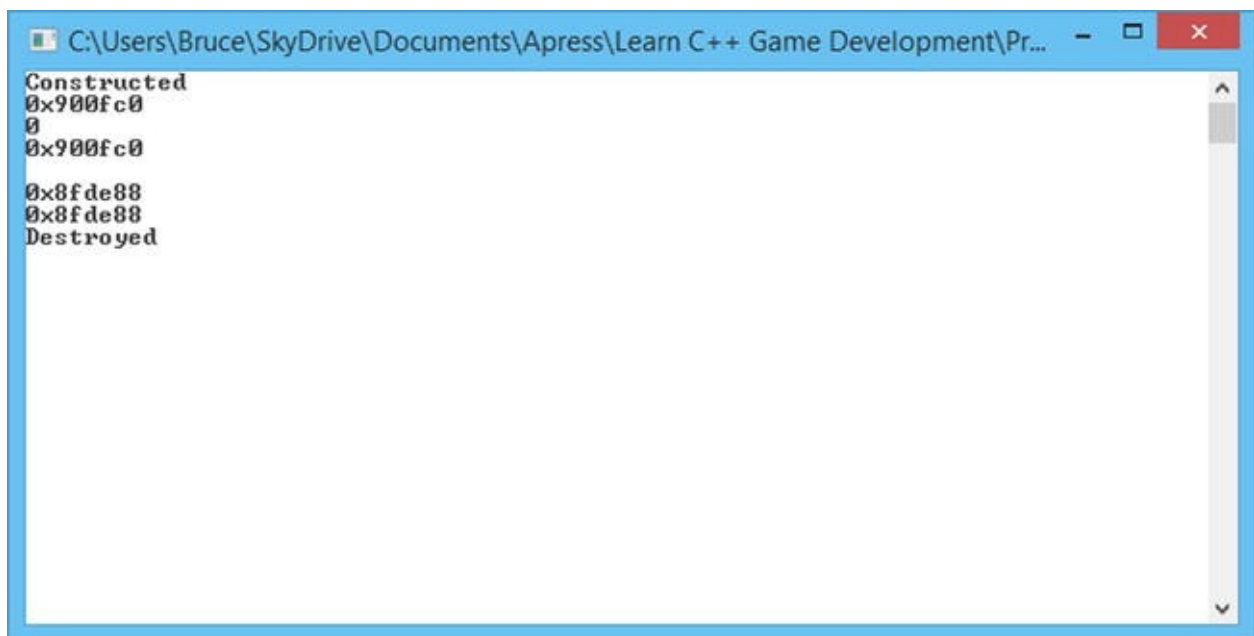 C:\Users\Bruce\SkyDrive\Documents\Apress\Learn C++ Game Development\Pr...
Constructed
0x900fc0
0
0x900fc0
0x8fde88
0x8fde88
Destroyed